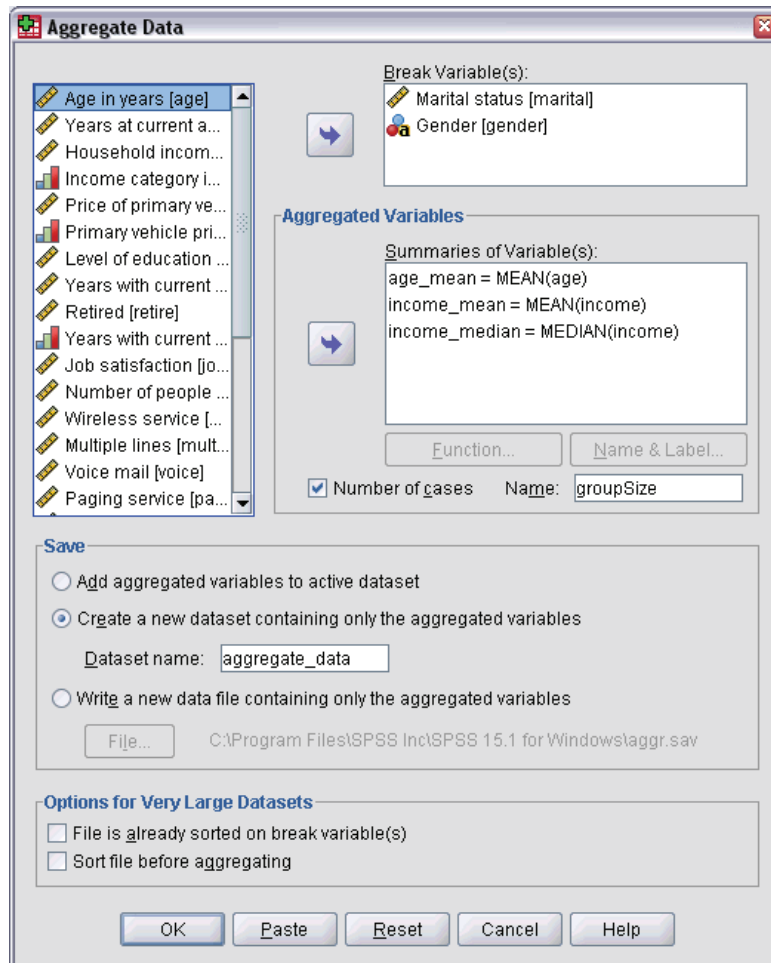 Aggregate Data
Age in years [age]
Years at current a...
Household incom...
Income category i...
Price of primary ve...
Primary vehicle pri...
Level of education ...
Years with current ...
Retired [retire]
Years with current ...
Job satisfaction [jo...
Number of people ...
Wireless service [...
Multiple lines [mult...
Voice mail [voice]
Paging service [pa...
Break Variable(s):
Marital status [marital]
a Gender [gender]
Aggregated Variables
Summaries of Variable(s):
age_mean = MEAN(age)
income_mean = MEAN(income)
income_median = MEDIAN(income)
Function... Name & Label...
Number of cases Name: groupSize
Save
Add aggregated variables to active dataset
Create a new dataset containing only the aggregated variables
Dataset name: aggregate_data
Write a new data file containing only the aggregated variables
File... C:\Program Files\SPSS Inc\SPSS 15.1 for Windows\aggr.sav
Options for Very Large Datasets
File is already sorted on break variable(s)
Sort file before aggregating
OK Paste Reset Cancel Help